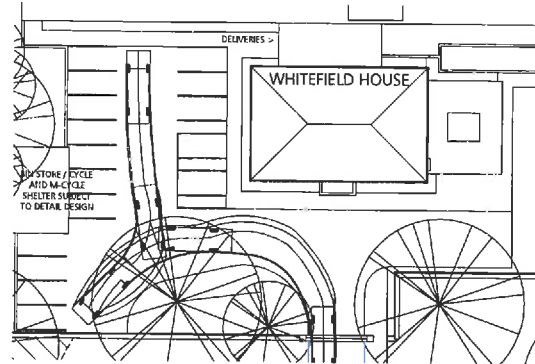 DELIVERIES >
WHITEFIELD HOUSE
BIN STORE / CYCLE
AND M-CYCLE
SHELTER SUBJECT
TO DETAIL DESIGN